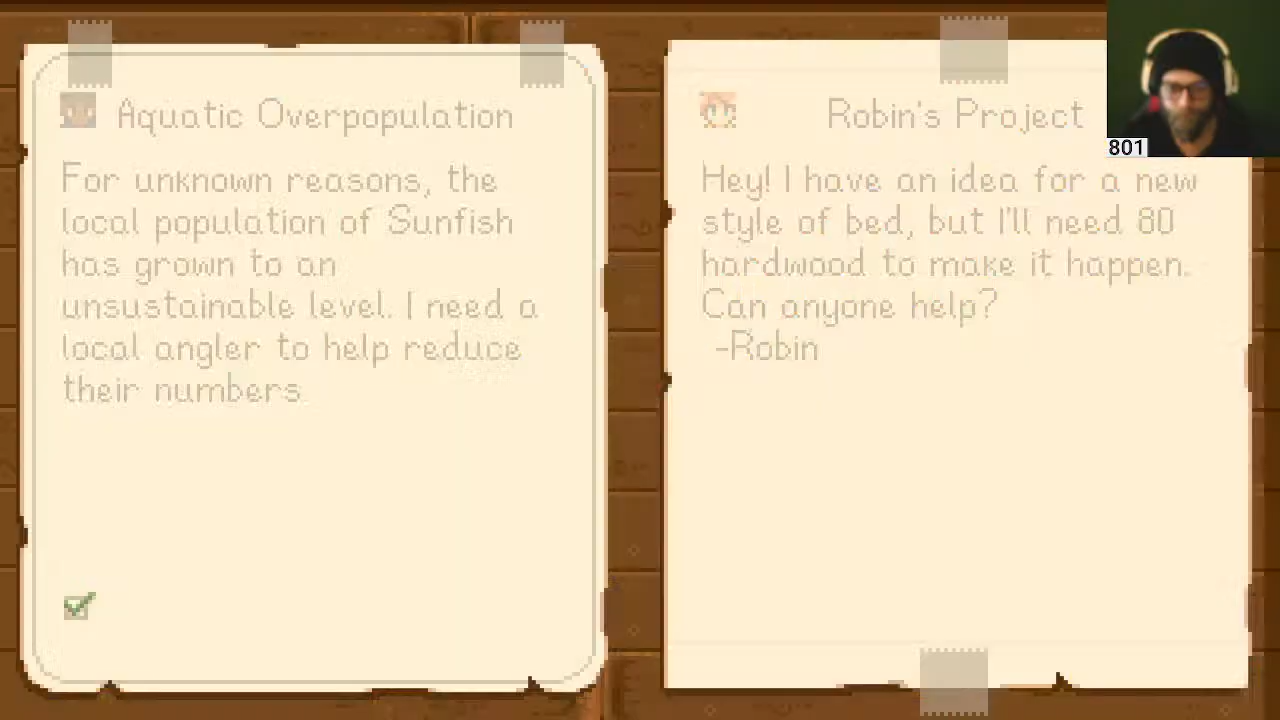 Aquatic Overpopulation
For unknown reasons, the
local population of Sunfish
has grown to an
unsustainable level. I need a
local angler to help reduce
their numbers.
Robin's Project
Hey! I have an idea for a new
style of bed, but I'll need 80
hardwood to make it happen.
Can anyone help?
-Robin
801